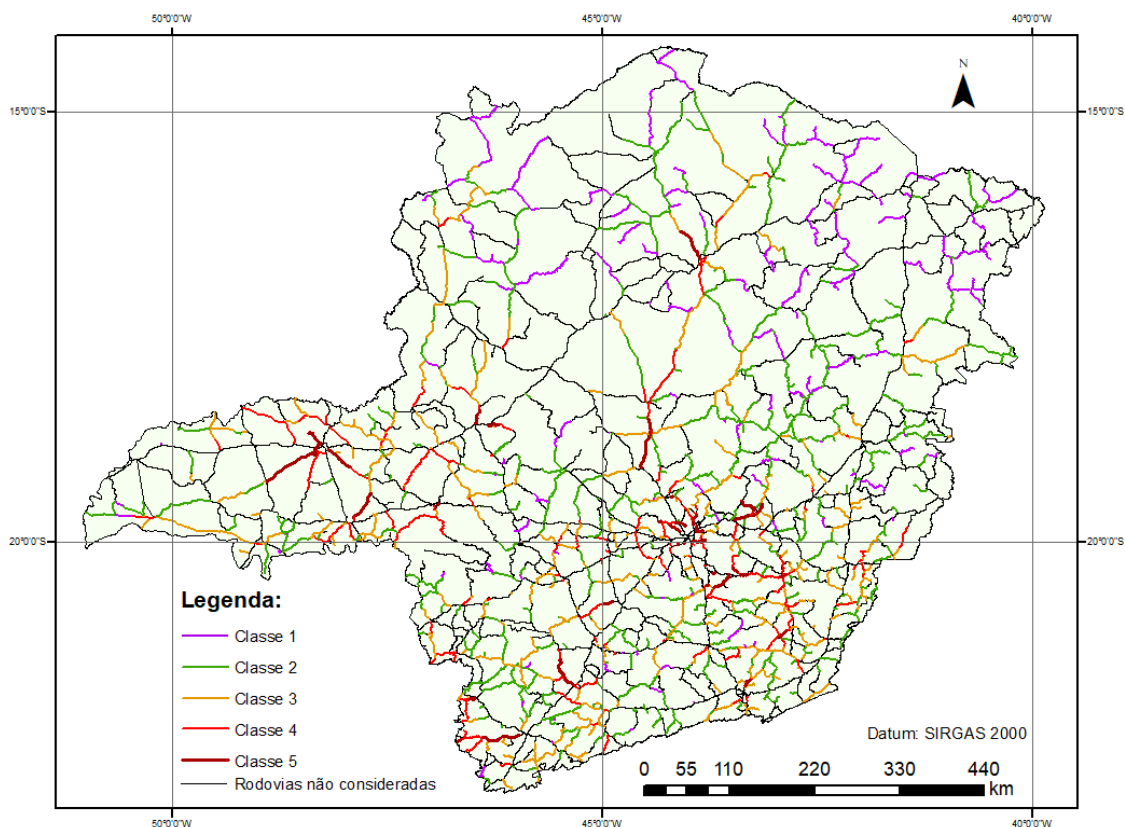 50°0'0"W 45°0'0"W 40°0'0"W
N
15°0'0"S 15°0'0"S
20°0'0"S 20°0'0"S
Legenda:
Classe 1
Classe 2
Classe 3
Classe 4
Classe 5
Rodovias não consideradas
Datum: SIRGAS 2000
0 55 110 220 330 440
km
50°0'0"W 45°0'0"W 40°0'0"W